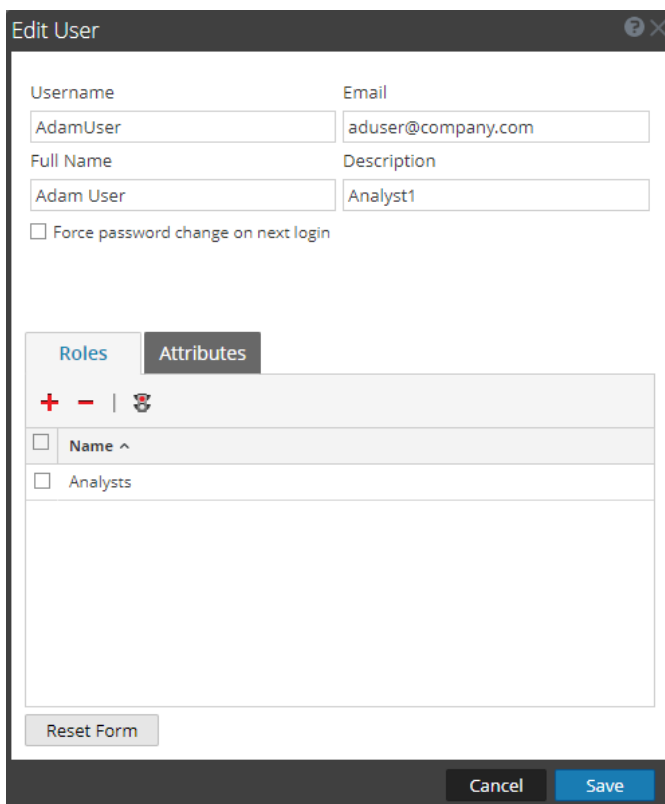 Edit User
Username Email
AdamUser aduser@company.com
Full Name Description
Adam User Analyst1
Force password change on next login
Roles Attributes
Name
Analysts
Reset Form
Cancel Save